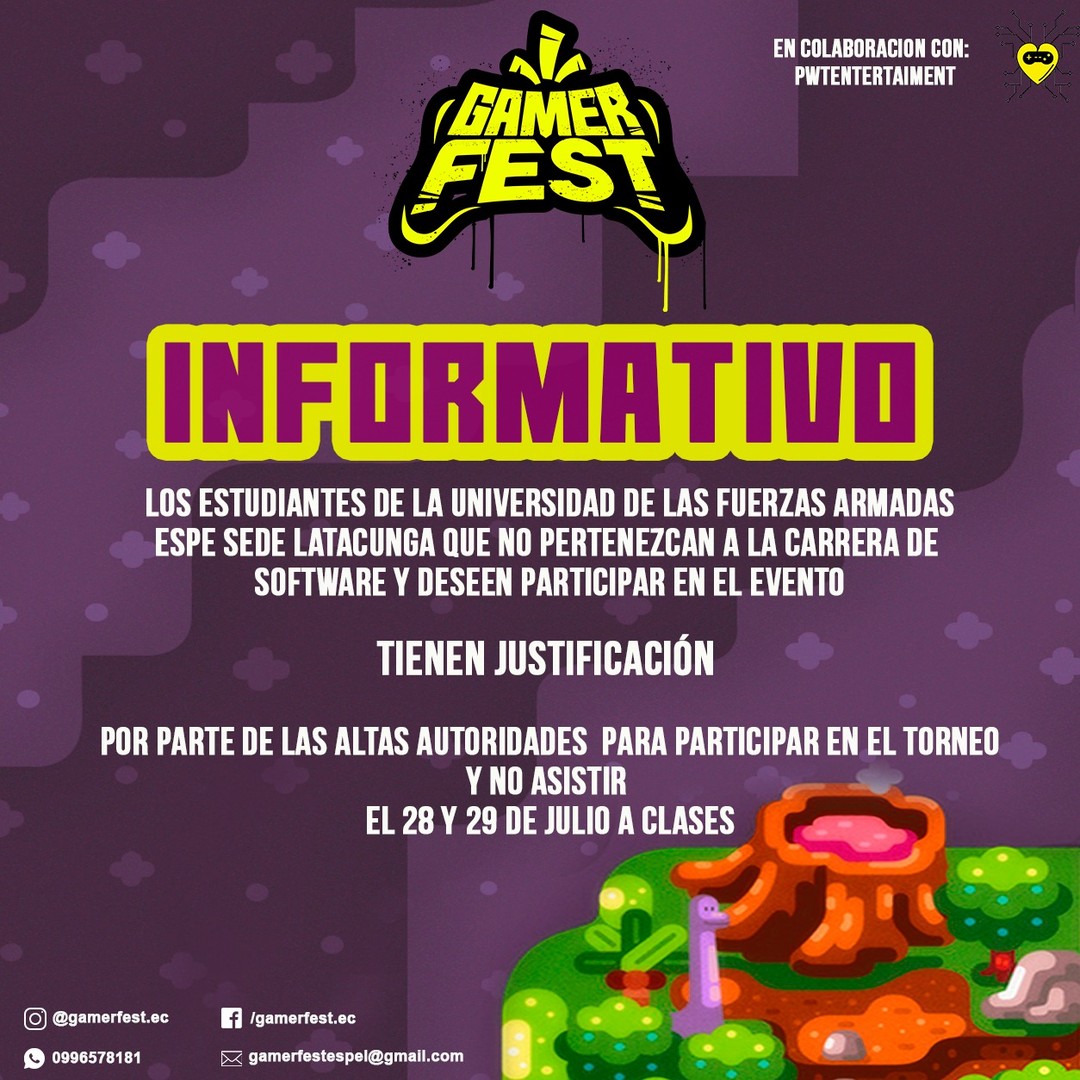 GAMER
FEST
EN COLABORACION CON:
PWTENTERTAIMENT
INFORMATIVO
LOS ESTUDIANTES DE LA UNIVERSIDAD DE LAS FUERZAS ARMADAS
ESPE SEDE LATACUNGA QUE NO PERTENEZCAN A LA CARRERA DE
SOFTWARE Y DESEEN PARTICIPAR EN EL EVENTO
TIENEN JUSTIFICACIÓN
POR PARTE DE LAS ALTAS AUTORIDADES PARA PARTICIPAR EN EL TORNEO
Y NO ASISTIR
EL 28 Y 29 DE JULIO A CLASES
@gamerfest.ec
/gamerfest.ec
0996578181
gamerfestespel@gmail.com